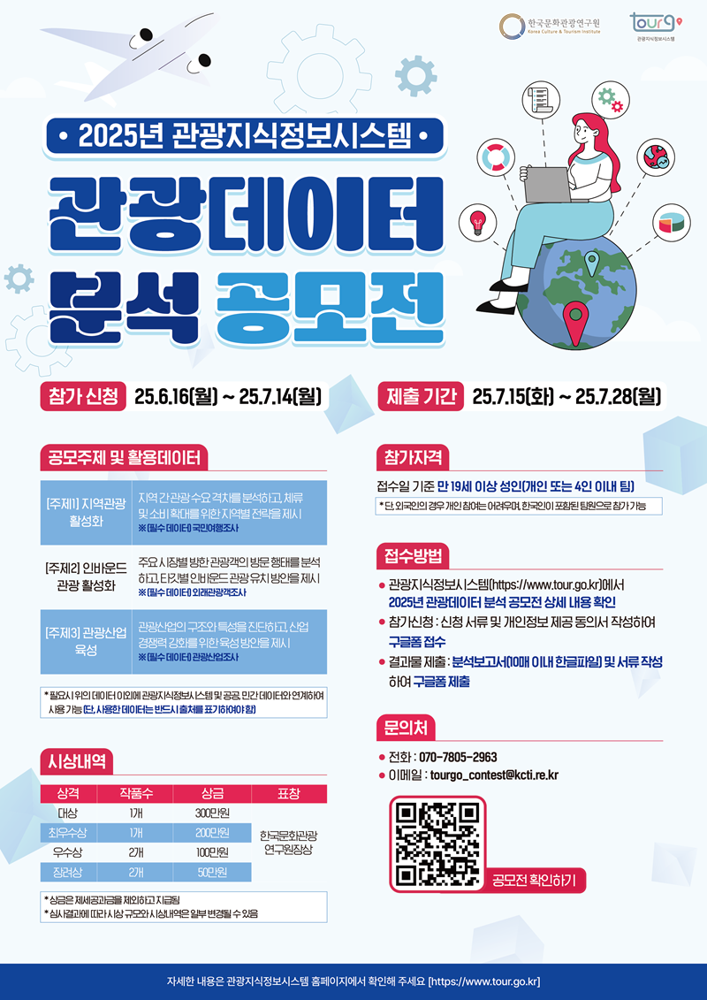 한국문화관광연구원
Korea Culture & Tourism Institute
tourgo
관광지식정보시스템
· 2025년 관광지식정보시스템 ·
관광데이터
분석 공모전
참가 신청 25.6.16(월) ~ 25.7.14(월)
제출 기간 25.7.15(화) ~ 25.7.28(월)
공모주제 및 활용데이터
[주제1] 지역관광
활성화
지역 간 관광 수요 격차를 분석하고, 체류
및 소비 확대를 위한 지역별 전략을 제시
※ (필수 데이터) 국민여행조사
[주제2] 인바운드
관광 활성화
주요 시장별 방한 관광객의 방문 행태를 분석
하고, 타깃별 인바운드 관광 유치 방안을 제시
※ (필수 데이터) 외래관광객조사
[주제3] 관광산업
육성
관광산업의 구조와 특성을 진단하고, 산업
경쟁력 강화를 위한 육성 방안을 제시
※ (필수 데이터) 관광산업조사
* 필요시 위의 데이터 이외에 관광지식정보시스템 및 공공, 민간 데이터와 연계하여
사용 가능 (단, 사용한 데이터는 반드시 출처를 표기하여야 함)
시상내역
상격 작품수 상금 표창
대상 1개 300만원
최우수상 1개 200만원
우수상 2개 100만원
장려상 2개 50만원
한국문화관광
연구원장상
* 상금은 제세공과금을 제외하고 지급됨
* 심사결과에 따라 시상 규모와 시상내역은 일부 변경될 수 있음
참가자격
접수일 기준 만 19세 이상 성인(개인 또는 4인 이내 팀)
* 단, 외국인의 경우 개인 참여는 어려우며, 한국인이 포함된 팀원으로 참가 가능
접수방법
● 관광지식정보시스템(https://www.tour.go.kr)에서
2025년 관광데이터 분석 공모전 상세 내용 확인
● 참가신청 : 신청 서류 및 개인정보 제공 동의서 작성하여
구글폼 접수
● 결과물 제출 : 분석보고서(10매 이내 한글파일) 및 서류 작성
하여 구글폼 제출
문의처
● 전화 : 070-7805-2963
● 이메일 : tourgo_contest@kcti.re.kr
공모전 확인하기
자세한 내용은 관광지식정보시스템 홈페이지에서 확인해 주세요 [https://www.tour.go.kr]